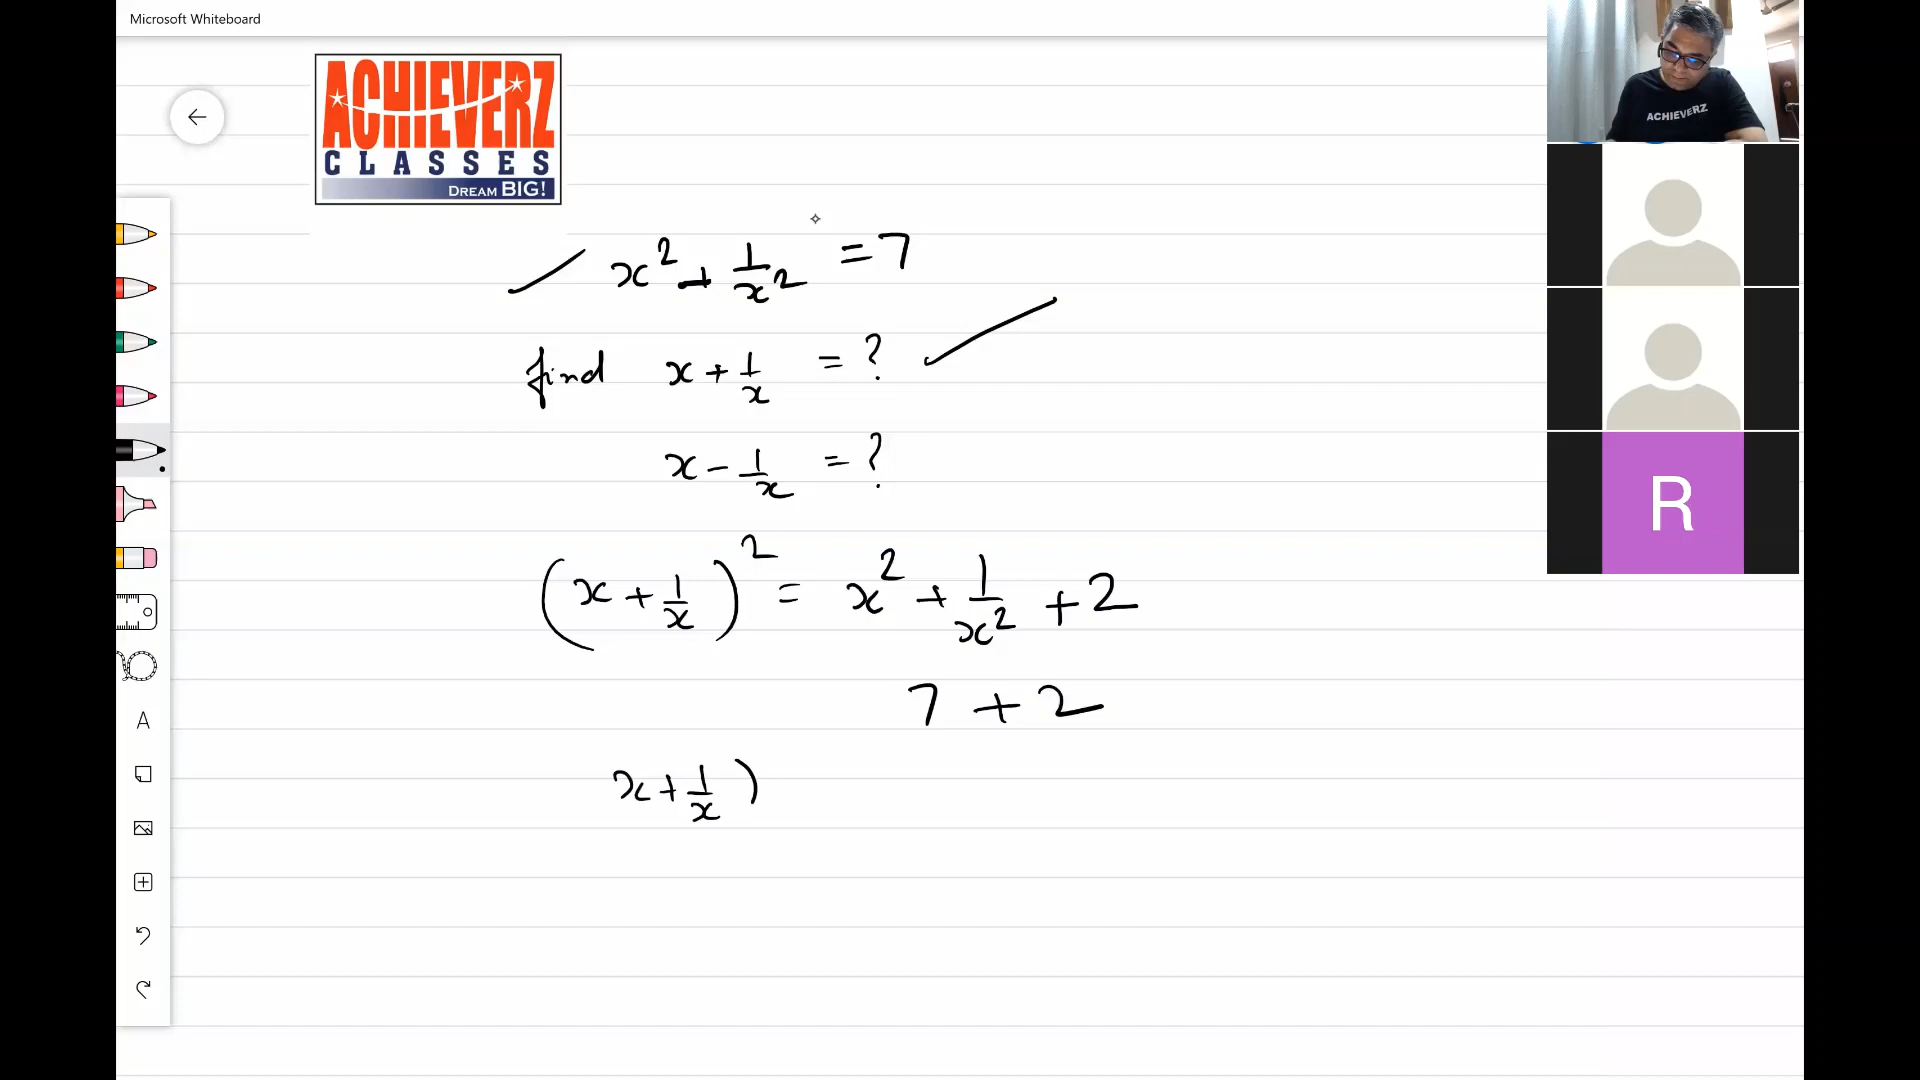 Microsoft Whiteboard
ACHIEVERZ
CLASSES
DREAM BIG!
ACHIEVERZ
x² + 1/x² = 7
find x + 1/x = ?
x - 1/x = ?
R
(x + 1/x)² = x² + 1/x² + 2
7 + 2
x + 1/x )
A